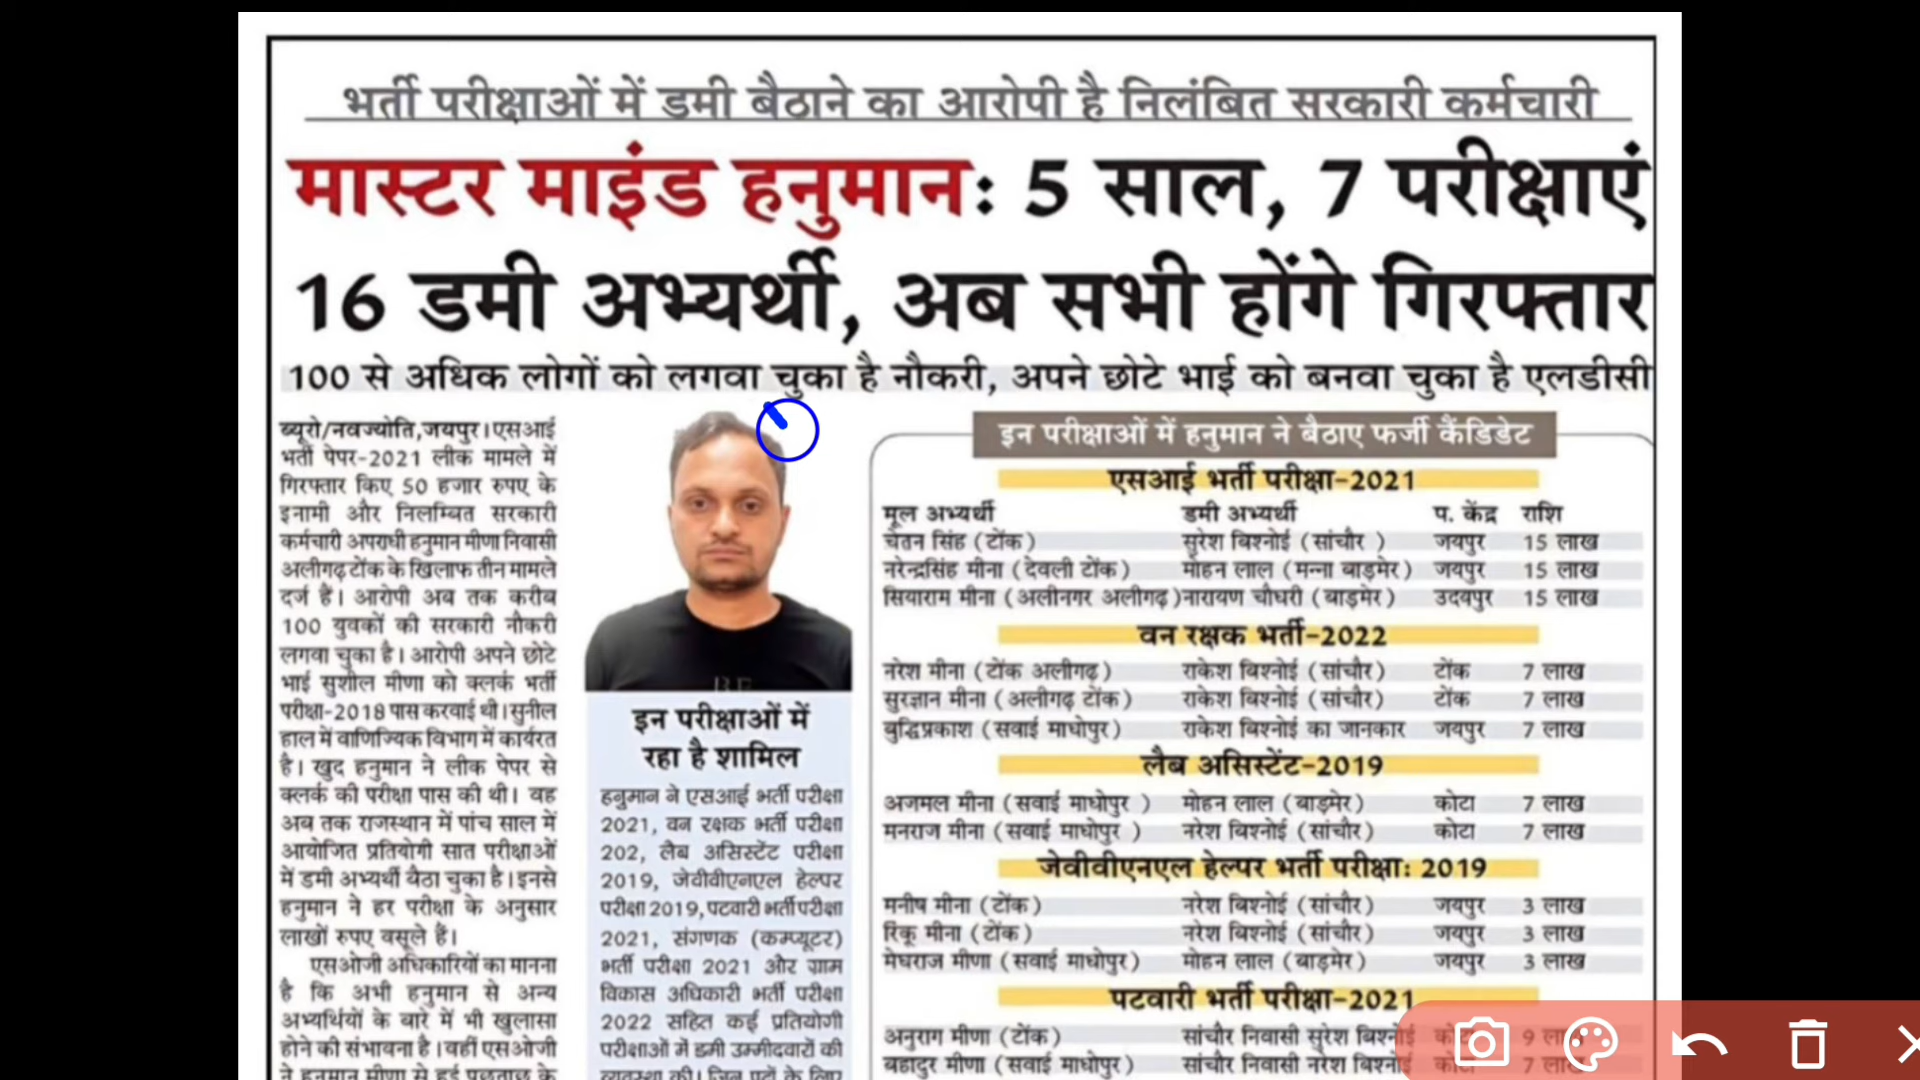 भर्ती परीक्षाओं में डमी बैठाने का आरोपी है निलंबित सरकारी कर्मचारी
मास्टर माइंड हनुमान: 5 साल, 7 परीक्षाएं
16 डमी अभ्यर्थी, अब सभी होंगे गिरफ्तार
100 से अधिक लोगों को लगवा चुका है नौकरी, अपने छोटे भाई को बनवा चुका है एलडीसी
ब्यूरो/नवज्योति,जयपुर। एसआई
भर्ती पेपर-2021 लीक मामले में
गिरफ्तार किए 50 हजार रुपए के
इनामी और निलम्बित सरकारी
कर्मचारी अपराधी हनुमान मीणा निवासी
अलीगढ़ टोंक के खिलाफ तीन मामले
दर्ज हैं। आरोपी अब तक करीब
100 युवकों की सरकारी नौकरी
लगवा चुका है। आरोपी अपने छोटे
भाई सुशील मीणा को क्लर्क भर्ती
परीक्षा-2018 पास करवाई थी। सुनील
हाल में वाणिज्यिक विभाग में कार्यरत
है। खुद हनुमान ने लीक पेपर से
क्लर्क की परीक्षा पास की थी। वह
अब तक राजस्थान में पांच साल में
आयोजित प्रतियोगी सात परीक्षाओं
में डमी अभ्यर्थी बैठा चुका है। इनसे
हनुमान ने हर परीक्षा के अनुसार
लाखों रुपए वसूले हैं।
एसओजी अधिकारियों का मानना
है कि अभी हनुमान से अन्य
अभ्यर्थियों के बारे में भी खुलासा
होने की संभावना है। वहीं एसओजी
ने हनुमान मीणा से हुई पूछताछ के
इन परीक्षाओं में
रहा है शामिल
हनुमान ने एसआई भर्ती परीक्षा
2021, वन रक्षक भर्ती परीक्षा
202, लैब असिस्टेंट परीक्षा
2019, जेवीवीएनएल हेल्पर
परीक्षा 2019, पटवारी भर्ती परीक्षा
2021, संगणक (कम्प्यूटर)
भर्ती परीक्षा 2021 और ग्राम
विकास अधिकारी भर्ती परीक्षा
2022 सहित कई प्रतियोगी
परीक्षाओं में डमी उम्मीदवारों की
व्यवस्था की। जिन पदों के लिए
इन परीक्षाओं में हनुमान ने बैठाए फर्जी कैंडिडेट
एसआई भर्ती परीक्षा-2021
मूल अभ्यर्थी डमी अभ्यर्थी प. केंद्र राशि
चेतन सिंह (टोंक) सुरेश बिश्नोई (सांचौर ) जयपुर 15 लाख
नरेन्द्रसिंह मीना (देवली टोंक) मोहन लाल (मन्ना बाड़मेर) जयपुर 15 लाख
सियाराम मीना (अलीनगर अलीगढ़)नारायण चौधरी (बाड़मेर) उदयपुर 15 लाख
वन रक्षक भर्ती-2022
नरेश मीना (टोंक अलीगढ़) राकेश बिश्नोई (सांचौर) टोंक 7 लाख
सुरज्ञान मीना (अलीगढ़ टोंक) राकेश बिश्नोई (सांचौर) टोंक 7 लाख
बुद्धिप्रकाश (सवाई माधोपुर) राकेश बिश्नोई का जानकार जयपुर 7 लाख
लैब असिस्टेंट-2019
अजमल मीना (सवाई माधोपुर ) मोहन लाल (बाड़मेर) कोटा 7 लाख
मनराज मीना (सवाई माधोपुर ) नरेश बिश्नोई (सांचौर) कोटा 7 लाख
जेवीवीएनएल हेल्पर भर्ती परीक्षा: 2019
मनीष मीना (टोंक) नरेश बिश्नोई (सांचौर) जयपुर 3 लाख
रिंकू मीना (टोंक) नरेश बिश्नोई (सांचौर) जयपुर 3 लाख
मेघराज मीणा (सवाई माधोपुर) मोहन लाल (बाड़मेर) जयपुर 3 लाख
पटवारी भर्ती परीक्षा-2021
अनुराग मीणा (टोंक) सांचौर निवासी सुरेश बिश्नोई कोटा 9 लाख
बहादुर मीणा (सवाई माधोपुर) सांचौर निवासी नरेश बिश्नोई कोटा 7 लाख